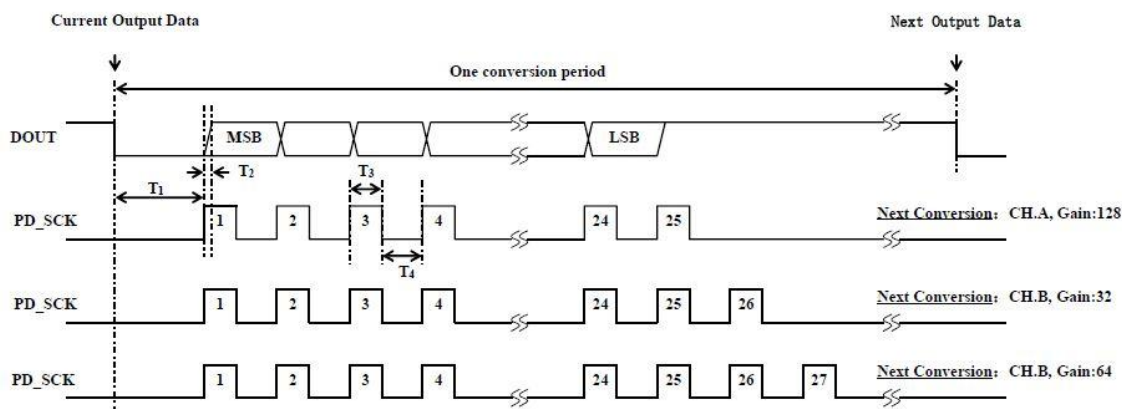 Current Output Data
Next Output Data
One conversion period
DOUT
MSB
LSB
T2
T3
T1
PD_SCK
1
2
3
4
24
25
Next Conversion: CH.A, Gain:128
T4
PD_SCK
1
2
3
4
24
25
26
Next Conversion: CH.B, Gain:32
PD_SCK
1
2
3
4
24
25
26
27
Next Conversion: CH.B, Gain:64